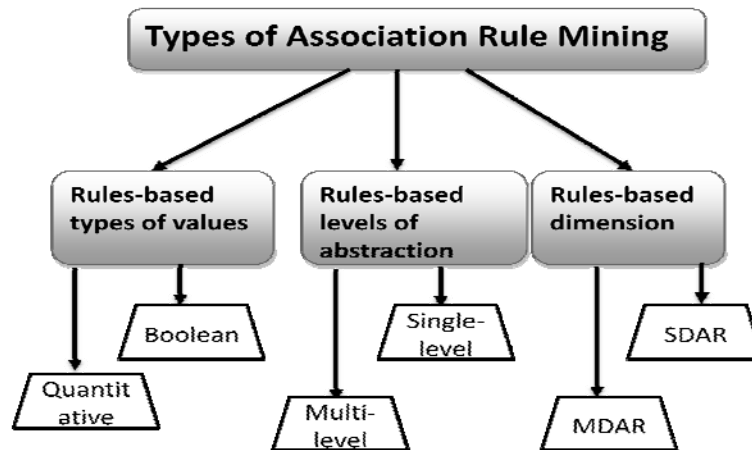 Types of Association Rule Mining
Rules-based
types of values
Rules-based
levels of
abstraction
Rules-based
dimension
Boolean
Single-
level
SDAR
Quantit
ative
Multi-
level
MDAR